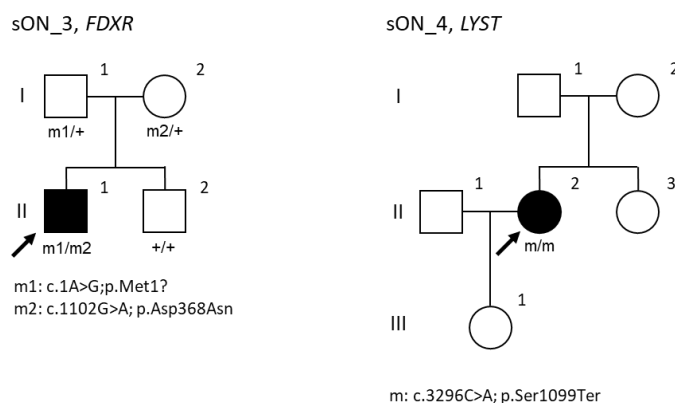 sON_3, FDXR
1
2
I
m1/+
m2/+
1
2
II
m1/m2
+/+
m1: c.1A>G;p.Met1?
m2: c.1102G>A; p.Asp368Asn
sON_4, LYST
1
2
I
1
2
3
II
m/m
1
III
m: c.3296C>A; p.Ser1099Ter